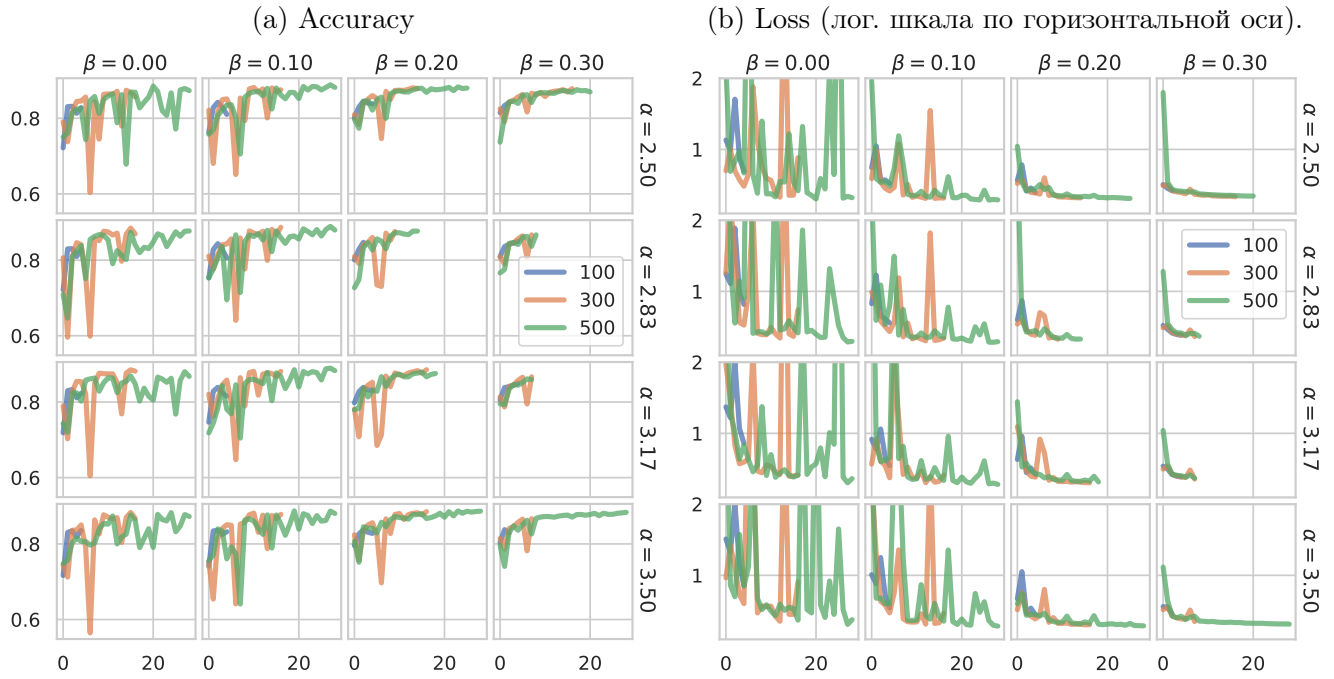 (a) Accuracy
(b) Loss (лог. шкала по горизонтальной оси).
β = 0.00 β = 0.10 β = 0.20 β = 0.30
β = 0.00 β = 0.10 β = 0.20 β = 0.30
0.8
0.6
α = 2.50
2
1
α = 2.50
0.8
0.6
100
300
500
α = 2.83
2
1
100
300
500
α = 2.83
0.8
0.6
α = 3.17
2
1
α = 3.17
0.8
0.6
α = 3.50
2
1
α = 3.50
0 20 0 20 0 20 0 20
0 20 0 20 0 20 0 20